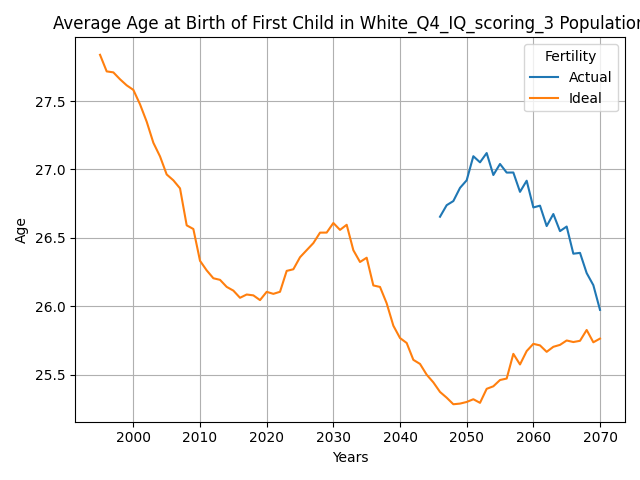 Average Age at Birth of First Child in White_Q4_IQ_scoring_3 Population
Fertility
Actual
Ideal
27.5
27.0
26.5
26.0
25.5
Age
2000 2010 2020 2030 2040 2050 2060 2070
Years